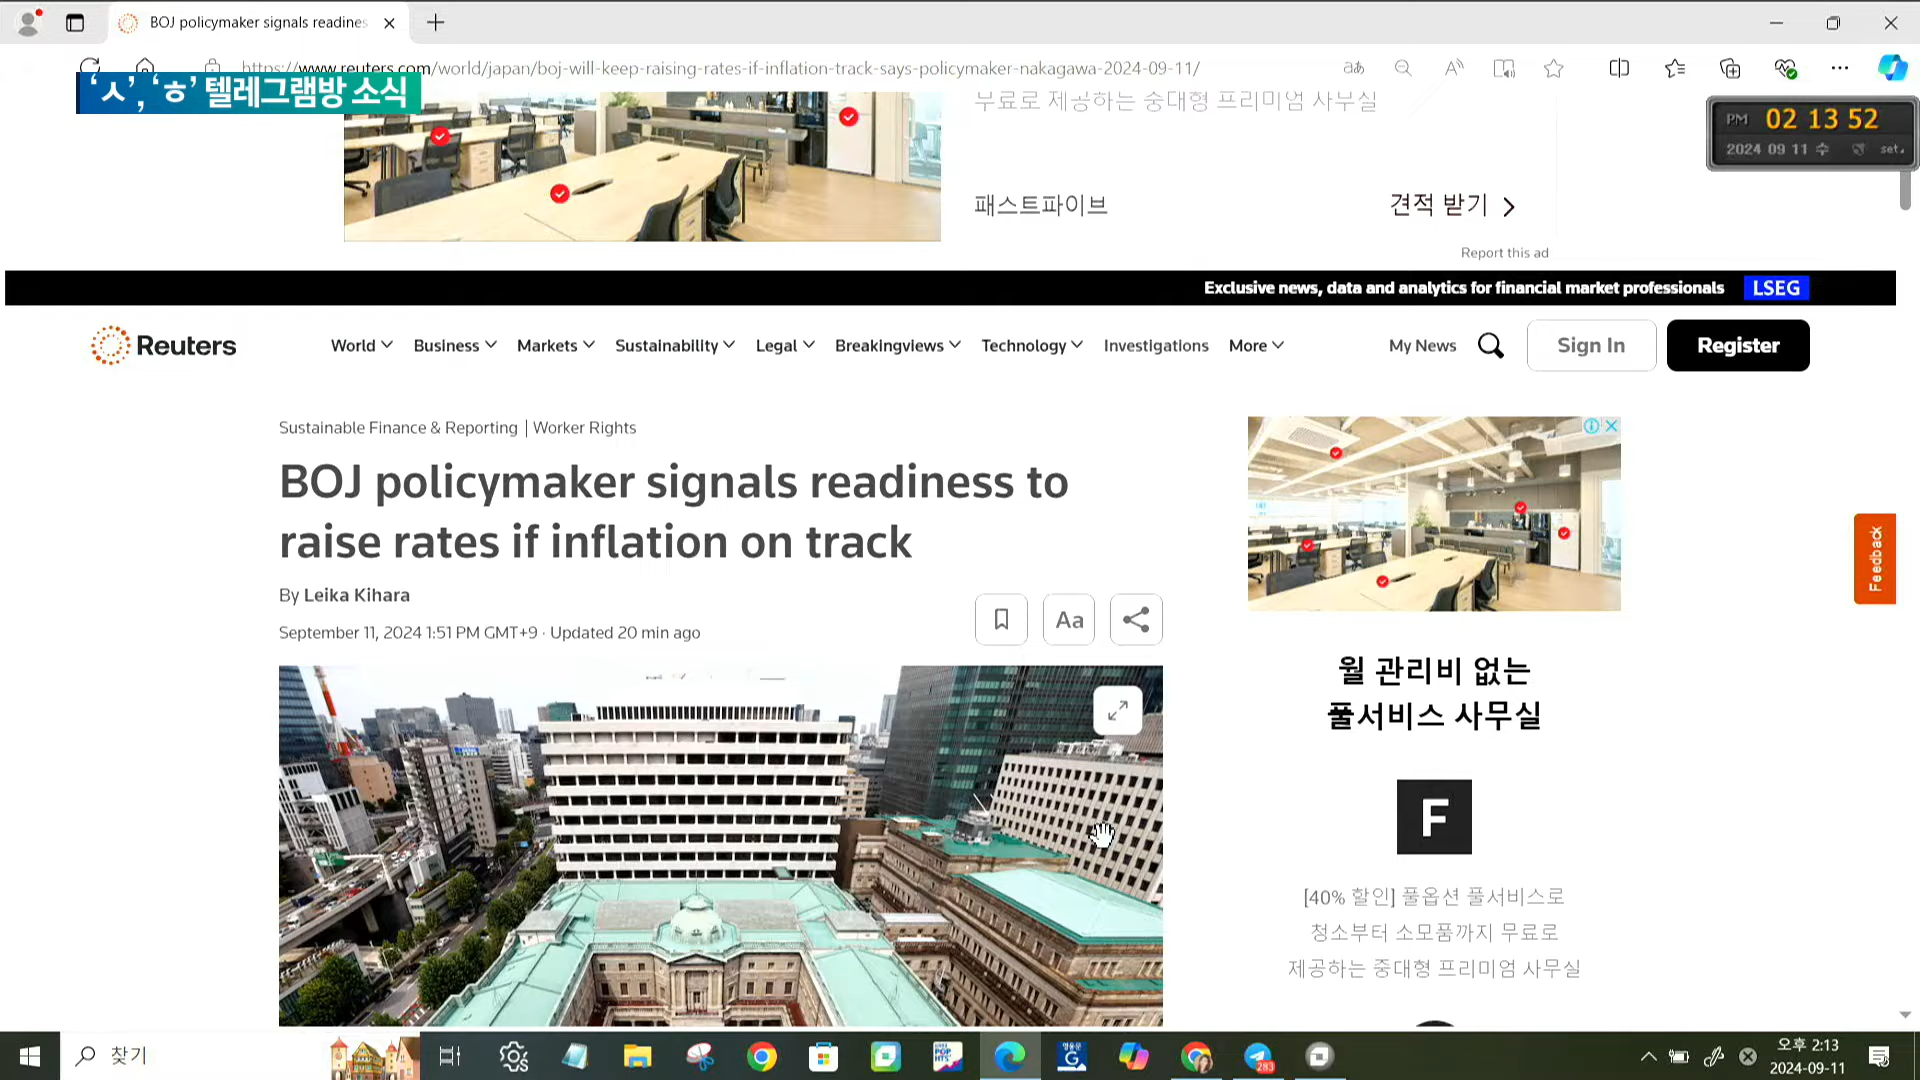 BOJ policymaker signals readines
https://www.reuters.com/world/japan/boj-will-keep-raising-rates-if-inflation-track-says-policymaker-nakagawa-2024-09-11/
‘ㅅ’, ‘ㅎ’ 텔레그램방 소식
무료로 제공하는 중대형 프리미엄 사무실
PM 02 13 52
2024 09 11 수 set
패스트파이브
견적 받기
Report this ad
Exclusive news, data and analytics for financial market professionals LSEG
Reuters
World Business Markets Sustainability Legal Breakingviews Technology Investigations More
My News Sign In Register
Sustainable Finance & Reporting | Worker Rights
BOJ policymaker signals readiness to
raise rates if inflation on track
By Leika Kihara
September 11, 2024 1:51 PM GMT+9 · Updated 20 min ago
Aa
Feedback
월 관리비 없는
풀서비스 사무실
F
[40% 할인] 풀옵션 풀서비스로
청소부터 소모품까지 무료로
제공하는 중대형 프리미엄 사무실
찾기
POP HTS
영웅문
G
283
오후 2:13
2024-09-11